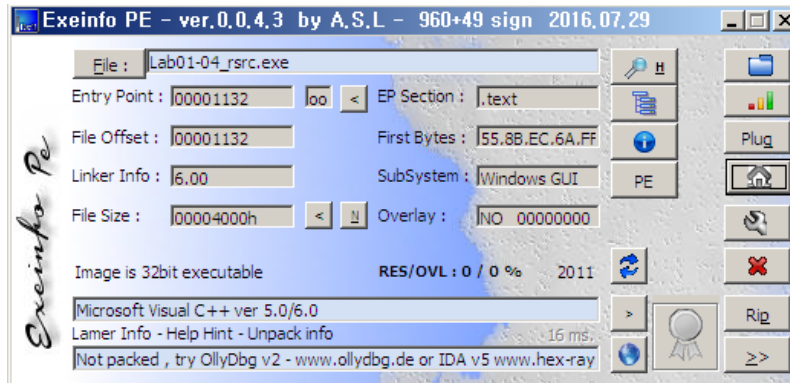 Exeinfo PE - ver.0.0.4.3 by A.S.L - 960+49 sign 2016.07.29
File : Lab01-04_rsrc.exe H
Entry Point : 00001132 oo < EP Section : .text
File Offset : 00001132 First Bytes : 55.8B.EC.6A.FF Plug
Linker Info : 6.00 SubSystem : Windows GUI PE
File Size : 00004000h < N Overlay : NO 00000000
Image is 32bit executable RES/OVL : 0 / 0 % 2011
Microsoft Visual C++ ver 5.0/6.0 > Rip
Lamer Info - Help Hint - Unpack info 16 ms.
Not packed , try OllyDbg v2 - www.ollydbg.de or IDA v5 www.hex-ray >>
Exeinfo Pe